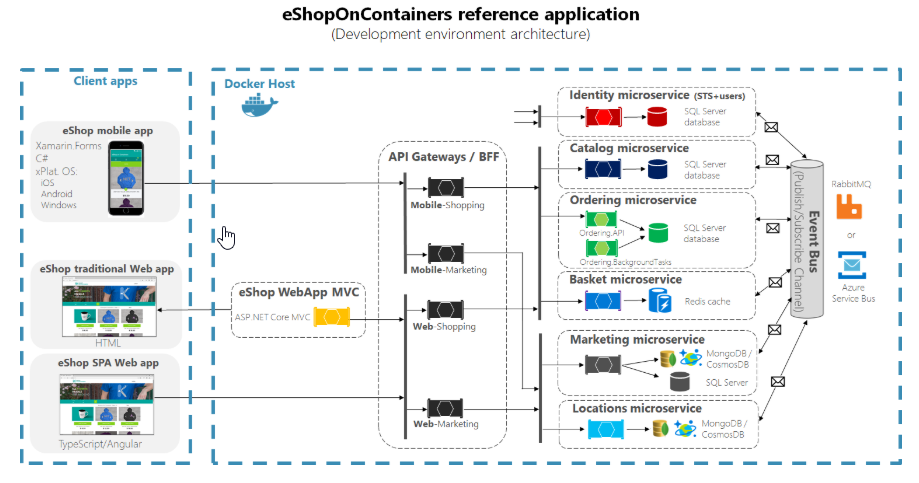 eShopOnContainers reference application
(Development environment architecture)
Client apps
eShop mobile app
Xamarin.Forms
C#
xPlat. OS:
iOS
Android
Windows
eShop traditional Web app
HTML
eShop SPA Web app
TypeScript/Angular
Docker Host
eShop WebApp MVC
ASP.NET Core MVC
API Gateways / BFF
Mobile-Shopping
Mobile-Marketing
Web-Shopping
Web-Marketing
Identity microservice (STS+users)
SQL Server
database
Catalog microservice
SQL Server
database
Ordering microservice
Ordering.API
SQL Server
database
Ordering.BackgroundTasks
Basket microservice
Redis cache
Marketing microservice
MongoDB /
CosmosDB
SQL Server
Locations microservice
MongoDB /
CosmosDB
Event Bus
(Publish/Subscribe Channel)
RabbitMQ
or
Azure
Service Bus